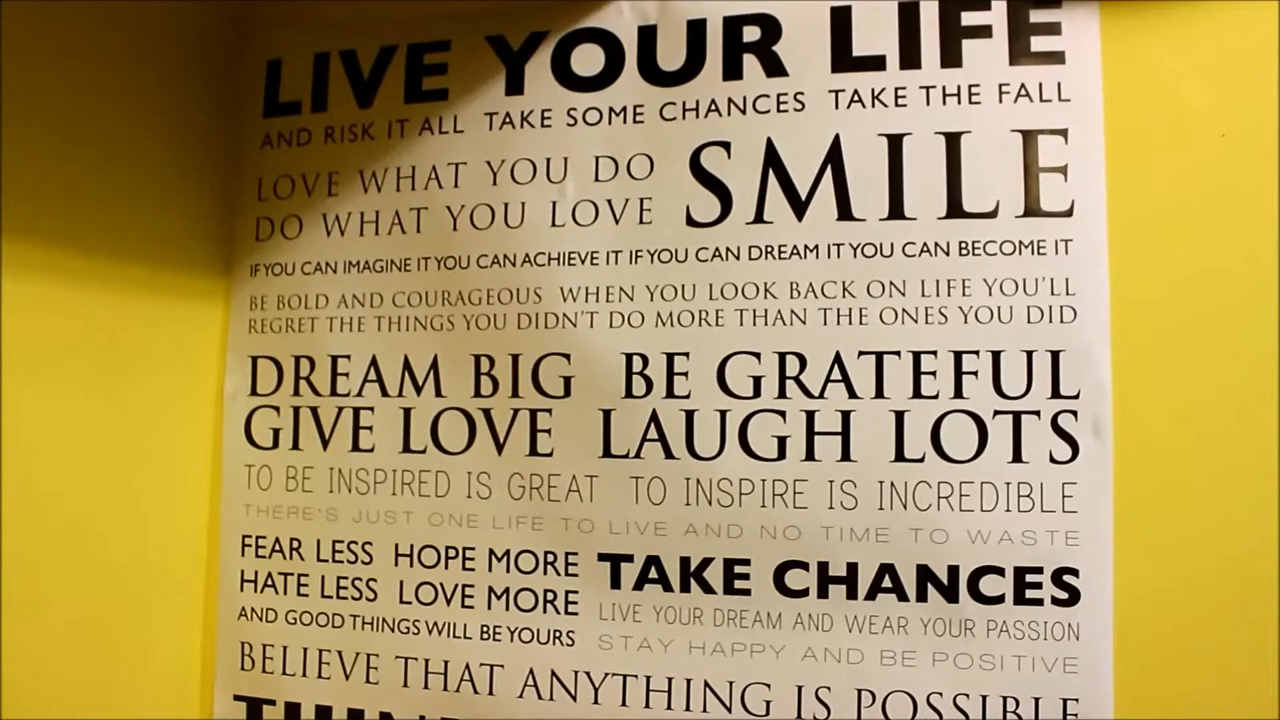 LIVE YOUR LIFE
AND RISK IT ALL TAKE SOME CHANCES TAKE THE FALL
LOVE WHAT YOU DO
DO WHAT YOU LOVE
SMILE
IF YOU CAN IMAGINE IT YOU CAN ACHIEVE IT IF YOU CAN DREAM IT YOU CAN BECOME IT
BE BOLD AND COURAGEOUS WHEN YOU LOOK BACK ON LIFE YOU'LL
REGRET THE THINGS YOU DIDN'T DO MORE THAN THE ONES YOU DID
DREAM BIG BE GRATEFUL
GIVE LOVE LAUGH LOTS
TO BE INSPIRED IS GREAT TO INSPIRE IS INCREDIBLE
THERE'S JUST ONE LIFE TO LIVE AND NO TIME TO WASTE
FEAR LESS HOPE MORE
HATE LESS LOVE MORE
AND GOOD THINGS WILL BE YOURS
TAKE CHANCES
LIVE YOUR DREAM AND WEAR YOUR PASSION
STAY HAPPY AND BE POSITIVE
BELIEVE THAT ANYTHING IS POSSIBLE